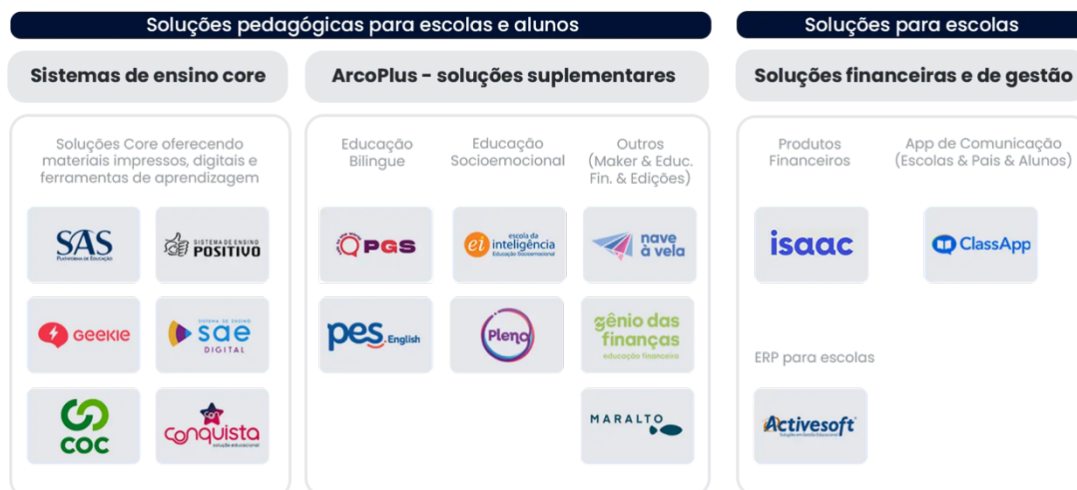 Soluções pedagógicas para escolas e alunos
Soluções para escolas
Sistemas de ensino core
ArcoPlus - soluções suplementares
Soluções financeiras e de gestão
Soluções Core oferecendo
materiais impressos, digitais e
ferramentas de aprendizagem
SAS
PLATAFORMA DE EDUCAÇÃO
SISTEMA DE ENSINO
POSITIVO
GEEKIE
SISTEMA DE ENSINO
sae
DIGITAL
COC
conquista
solução educacional
Educação
Bilingue
Educação
Socioemocional
Outros
(Maker & Educ.
Fin. & Edições)
PGS
escola da
inteligência
Educação Socioemocional
nave
à vela
pes English
Pleno
gênio das
finanças
educação financeira
MARALTO
Produtos
Financeiros
App de Comunicação
(Escolas & Pais & Alunos)
isaac
ClassApp
ERP para escolas
Activesoft